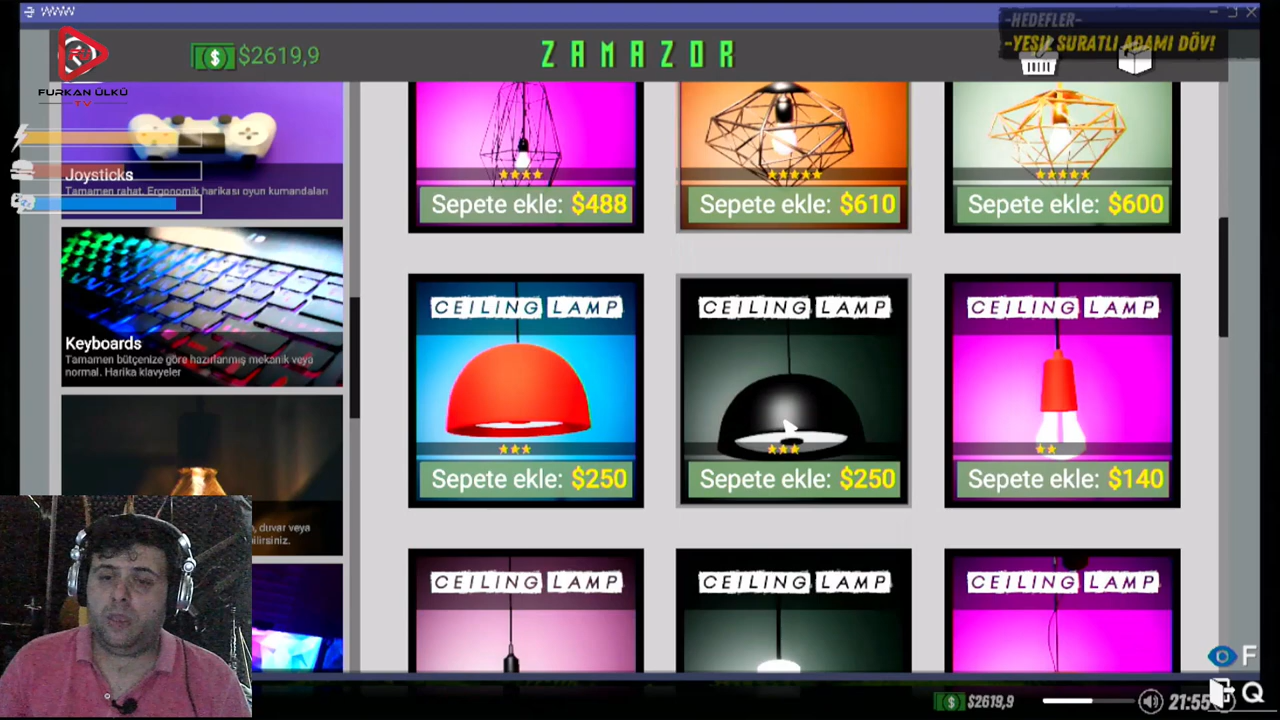 WWW
-HEDEFLER-
-YEŞİL SURATLI ADAMI DÖV!
$2619,9
ZAMAZOR
FURKAN ÜLKÜ
TV
Joysticks
Tamamen rahat. Ergonomik harikası oyun kumandaları
Sepete ekle: $488
Sepete ekle: $610
Sepete ekle: $600
Keyboards
Tamamen bütçenize göre hazırlanmış mekanik veya
normal. Harika klavyeler
CEILING LAMP
Sepete ekle: $250
CEILING LAMP
Sepete ekle: $250
CEILING LAMP
Sepete ekle: $140
duvar veya
CEILING LAMP
CEILING LAMP
CEILING LAMP
F
$2619,9
21:55
Q